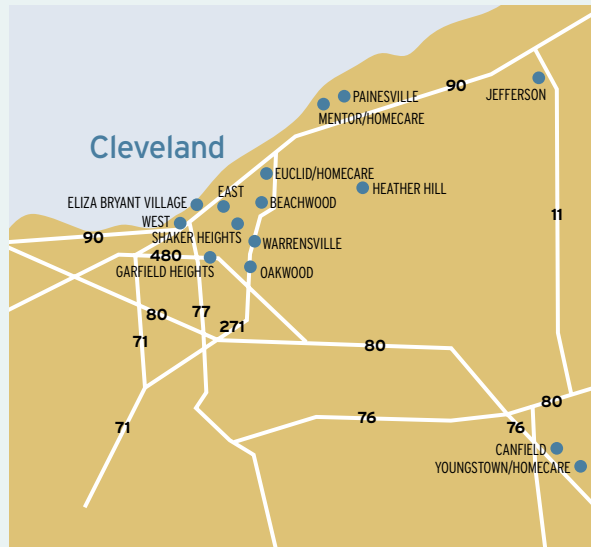 90
PAINESVILLE
JEFFERSON
MENTOR/HOMECARE
Cleveland
EUCLID/HOMECARE
HEATHER HILL
EAST
ELIZA BRYANT VILLAGE
BEACHWOOD
WEST
11
SHAKER HEIGHTS
90
WARRENSVILLE
480
GARFIELD HEIGHTS
OAKWOOD
80
77
271
71
80
80
76
71
76
CANFIELD
YOUNGSTOWN/HOMECARE